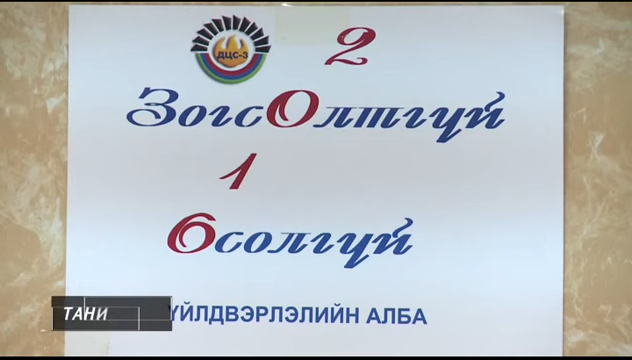 ДЦС-3
2
ЗогсОлтгүй
1
Осолгүй
ҮЙЛДВЭРЛЭЛИЙН АЛБА
ТАНИ